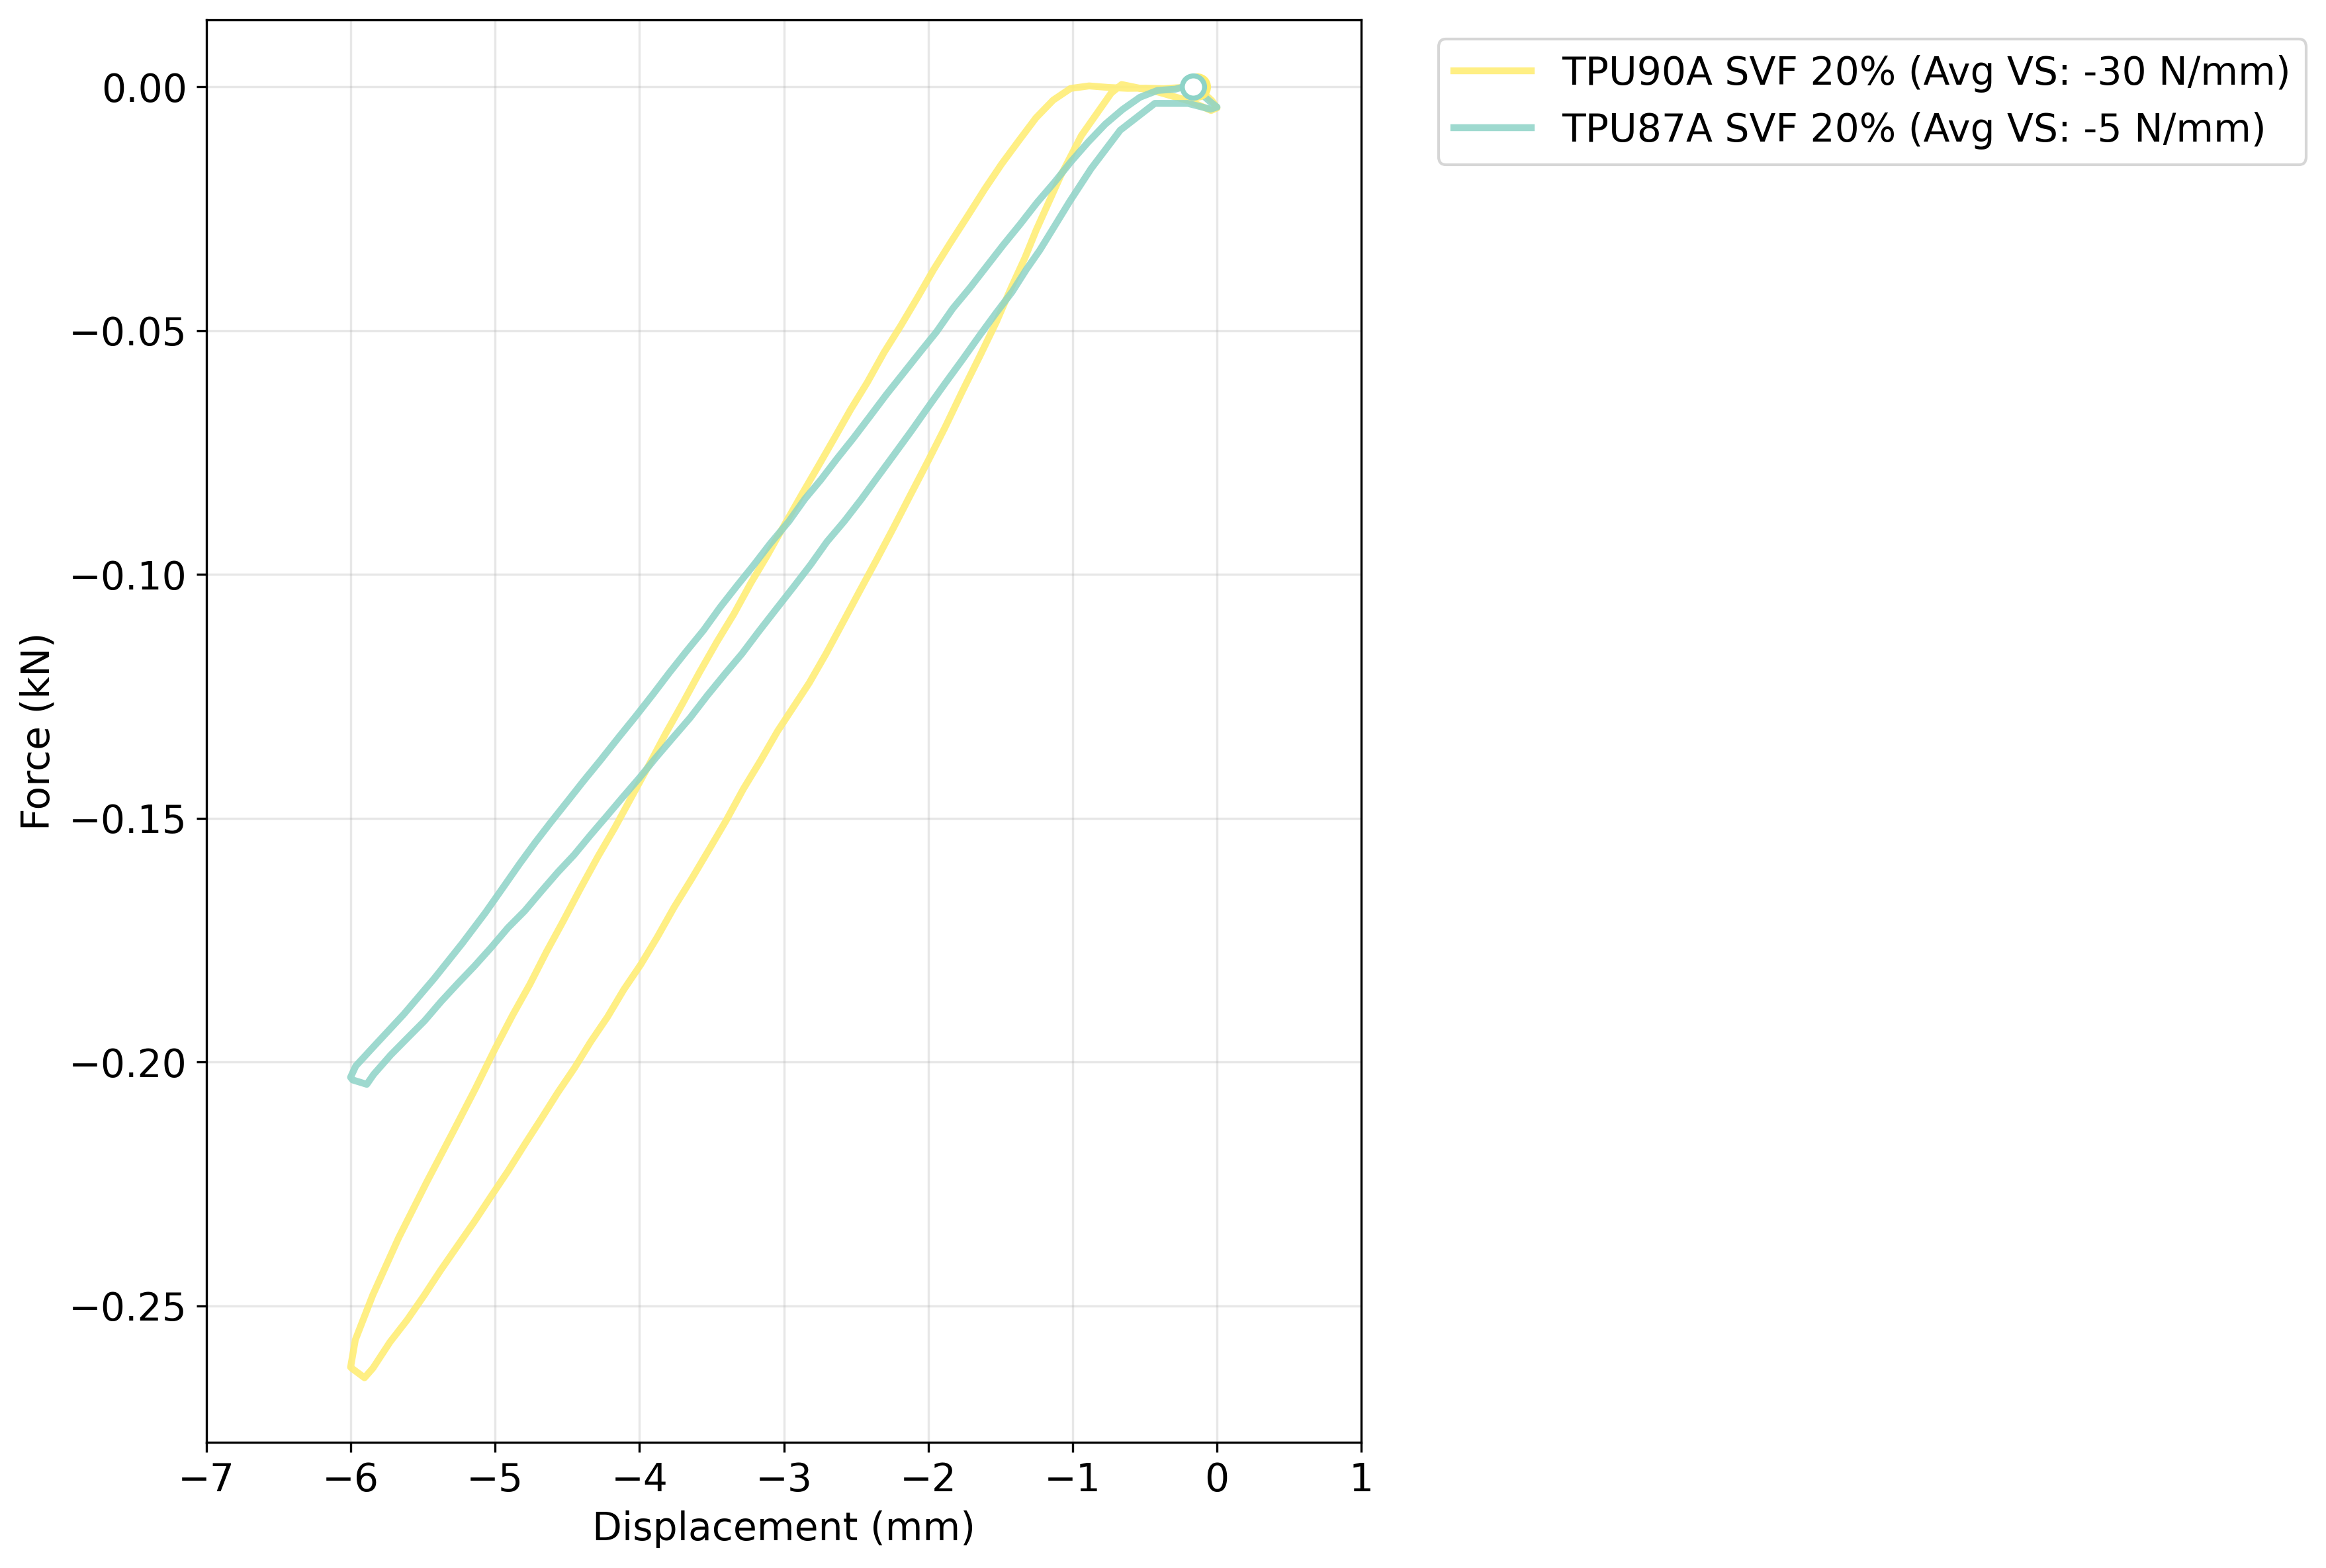 TPU90A SVF 20% (Avg VS: -30 N/mm)
TPU87A SVF 20% (Avg VS: -5 N/mm)
Force (kN)
0.00
−0.05
−0.10
−0.15
−0.20
−0.25
−7 −6 −5 −4 −3 −2 −1 0 1
Displacement (mm)